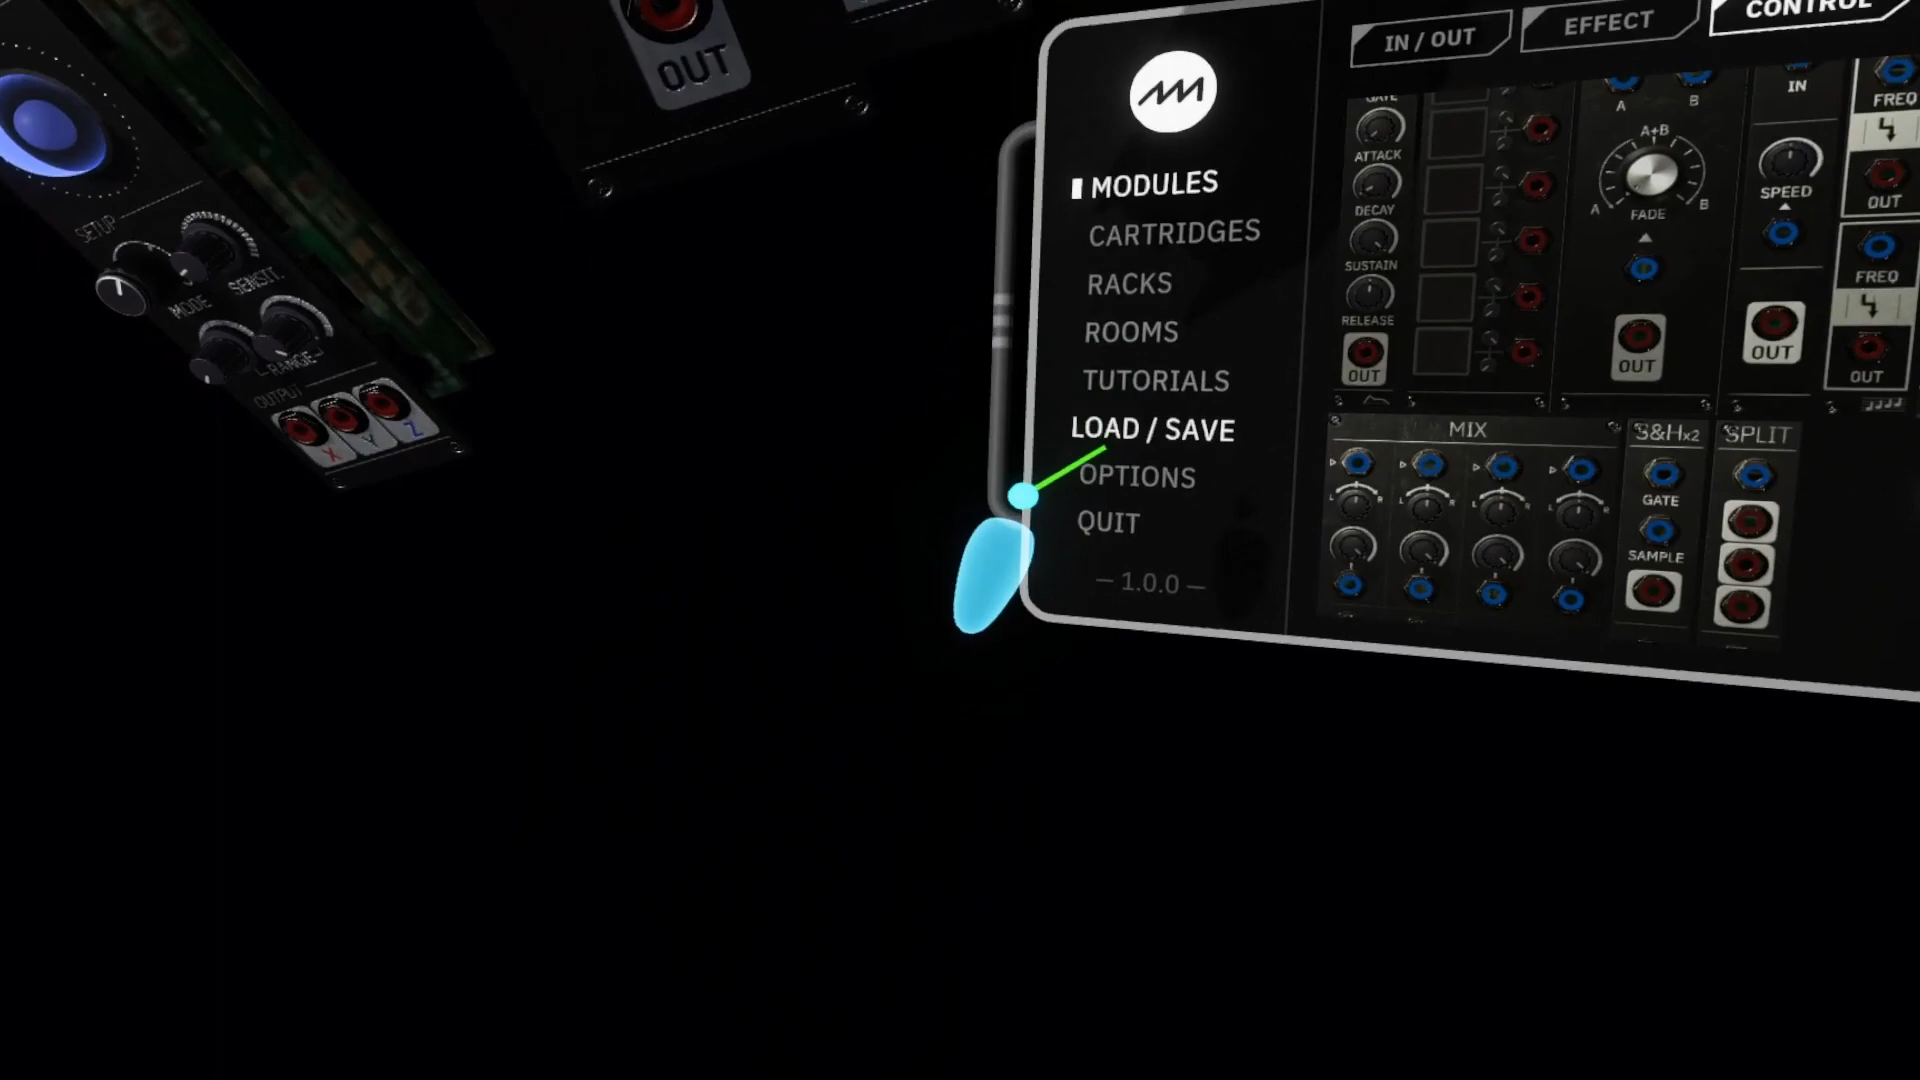 OUT
SETUP
MODE
SENSIT.
RANGE
OUTPUT
X
Y
Z
MODULES
CARTRIDGES
RACKS
ROOMS
TUTORIALS
LOAD / SAVE
OPTIONS
QUIT
— 1.0.0 —
IN / OUT
EFFECT
CONTROL
GATE
ATTACK
DECAY
SUSTAIN
RELEASE
OUT
A
B
A+B
A
B
FADE
OUT
IN
SPEED
OUT
FREQ
OUT
FREQ
OUT
MIX
L R
L R
L R
L R
S&Hx2
GATE
SAMPLE
SPLIT